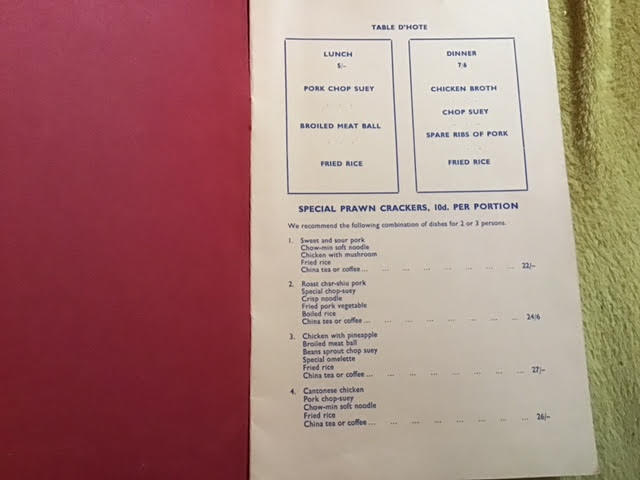 TABLE D'HOTE
LUNCH
5/-
PORK CHOP SUEY
BROILED MEAT BALL
FRIED RICE
DINNER
7/6
CHICKEN BROTH
CHOP SUEY
SPARE RIBS OF PORK
FRIED RICE
SPECIAL PRAWN CRACKERS, 10d. PER PORTION
We recommend the following combination of dishes for 2 or 3 persons.
1. Sweet and sour pork
Chow-min soft noodle
Chicken with mushroom
Fried rice
China tea or coffee ... ... ... ... ... ... ... ... 22/-
2. Roast char-shiu pork
Special chop-suey
Crisp noodle
Fried pork vegetable
Boiled rice
China tea or coffee ... ... ... ... ... ... ... ... 24/6
3. Chicken with pineapple
Broiled meat ball
Beans sprout chop suey
Special omelette
Fried rice
China tea or coffee ... ... ... ... ... ... ... ... 27/-
4. Cantonese chicken
Pork chop-suey
Chow-min soft noodle
Fried rice
China tea or coffee ... ... ... ... ... ... ... ... 26/-